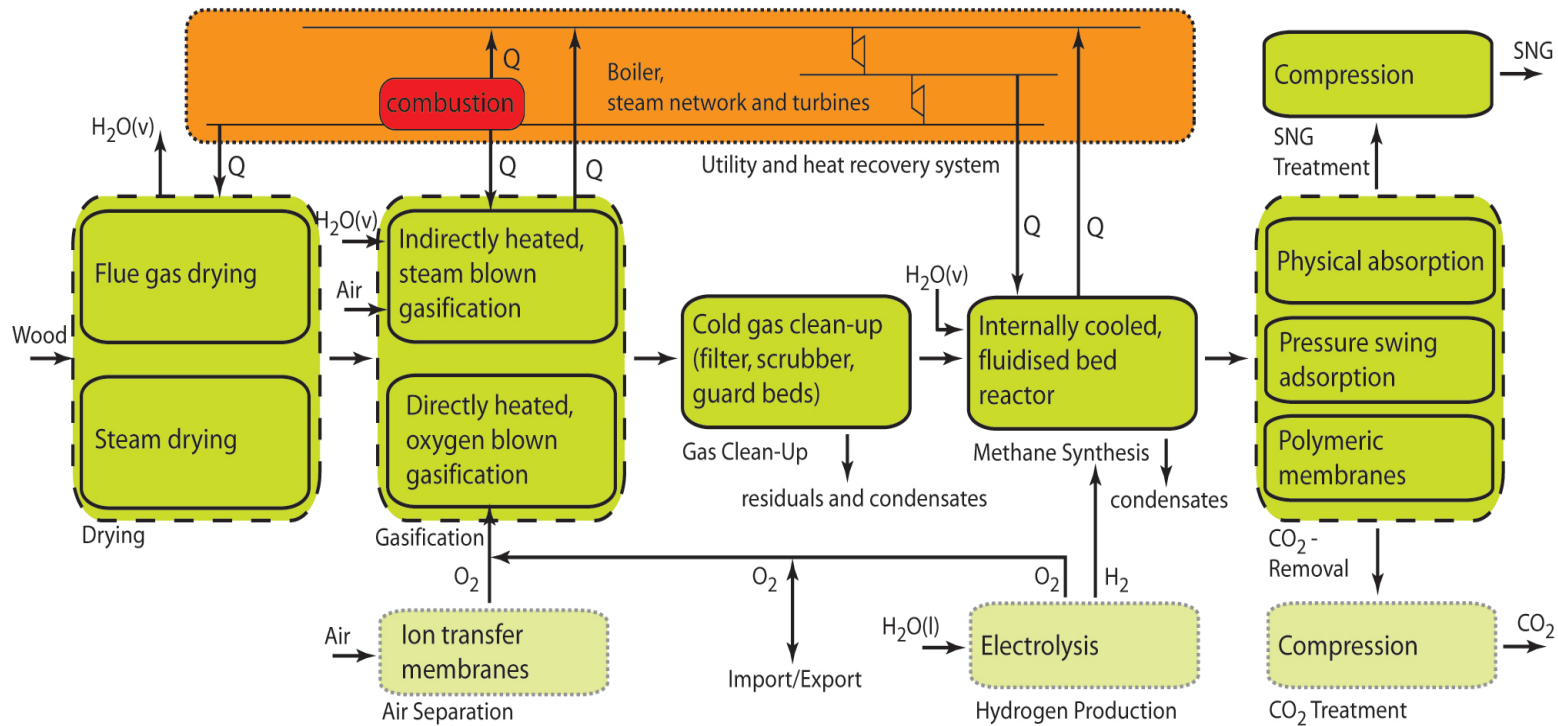 Q
combustion
Boiler,
steam network and turbines
Utility and heat recovery system
H₂O(v)
Q
Q
Q
Q
Q
Wood
Flue gas drying
Steam drying
Drying
H₂O(v)
Air
Indirectly heated,
steam blown
gasification
Directly heated,
oxygen blown
gasification
Gasification
O₂
Air
Ion transfer
membranes
Air Separation
Cold gas clean-up
(filter, scrubber,
guard beds)
Gas Clean-Up
residuals and condensates
O₂
Import/Export
H₂O(v)
Internally cooled,
fluidised bed
reactor
Methane Synthesis
condensates
O₂
H₂
H₂O(l)
Electrolysis
Hydrogen Production
Compression
SNG
SNG
Treatment
Physical absorption
Pressure swing
adsorption
Polymeric
membranes
CO₂ -
Removal
Compression
CO₂
CO₂ Treatment